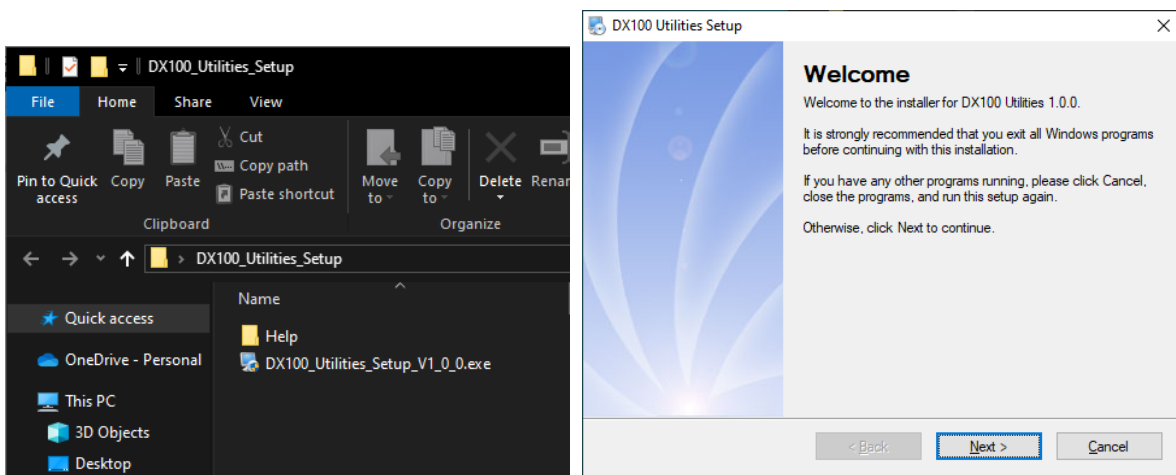 DX100_Utilities_Setup
File Home Share View
Pin to Quick access
Copy
Paste
Cut
Copy path
Paste shortcut
Move to
Copy to
Delete
Clipboard
Organize
DX100_Utilities_Setup
Name
Quick access
OneDrive - Personal
This PC
3D Objects
Desktop
Help
DX100_Utilities_Setup_V1_0_0.exe
DX100 Utilities Setup
Welcome
Welcome to the installer for DX100 Utilities 1.0.0.
It is strongly recommended that you exit all Windows programs
before continuing with this installation.
If you have any other programs running, please click Cancel,
close the programs, and run this setup again.
Otherwise, click Next to continue.
< Back
Next >
Cancel